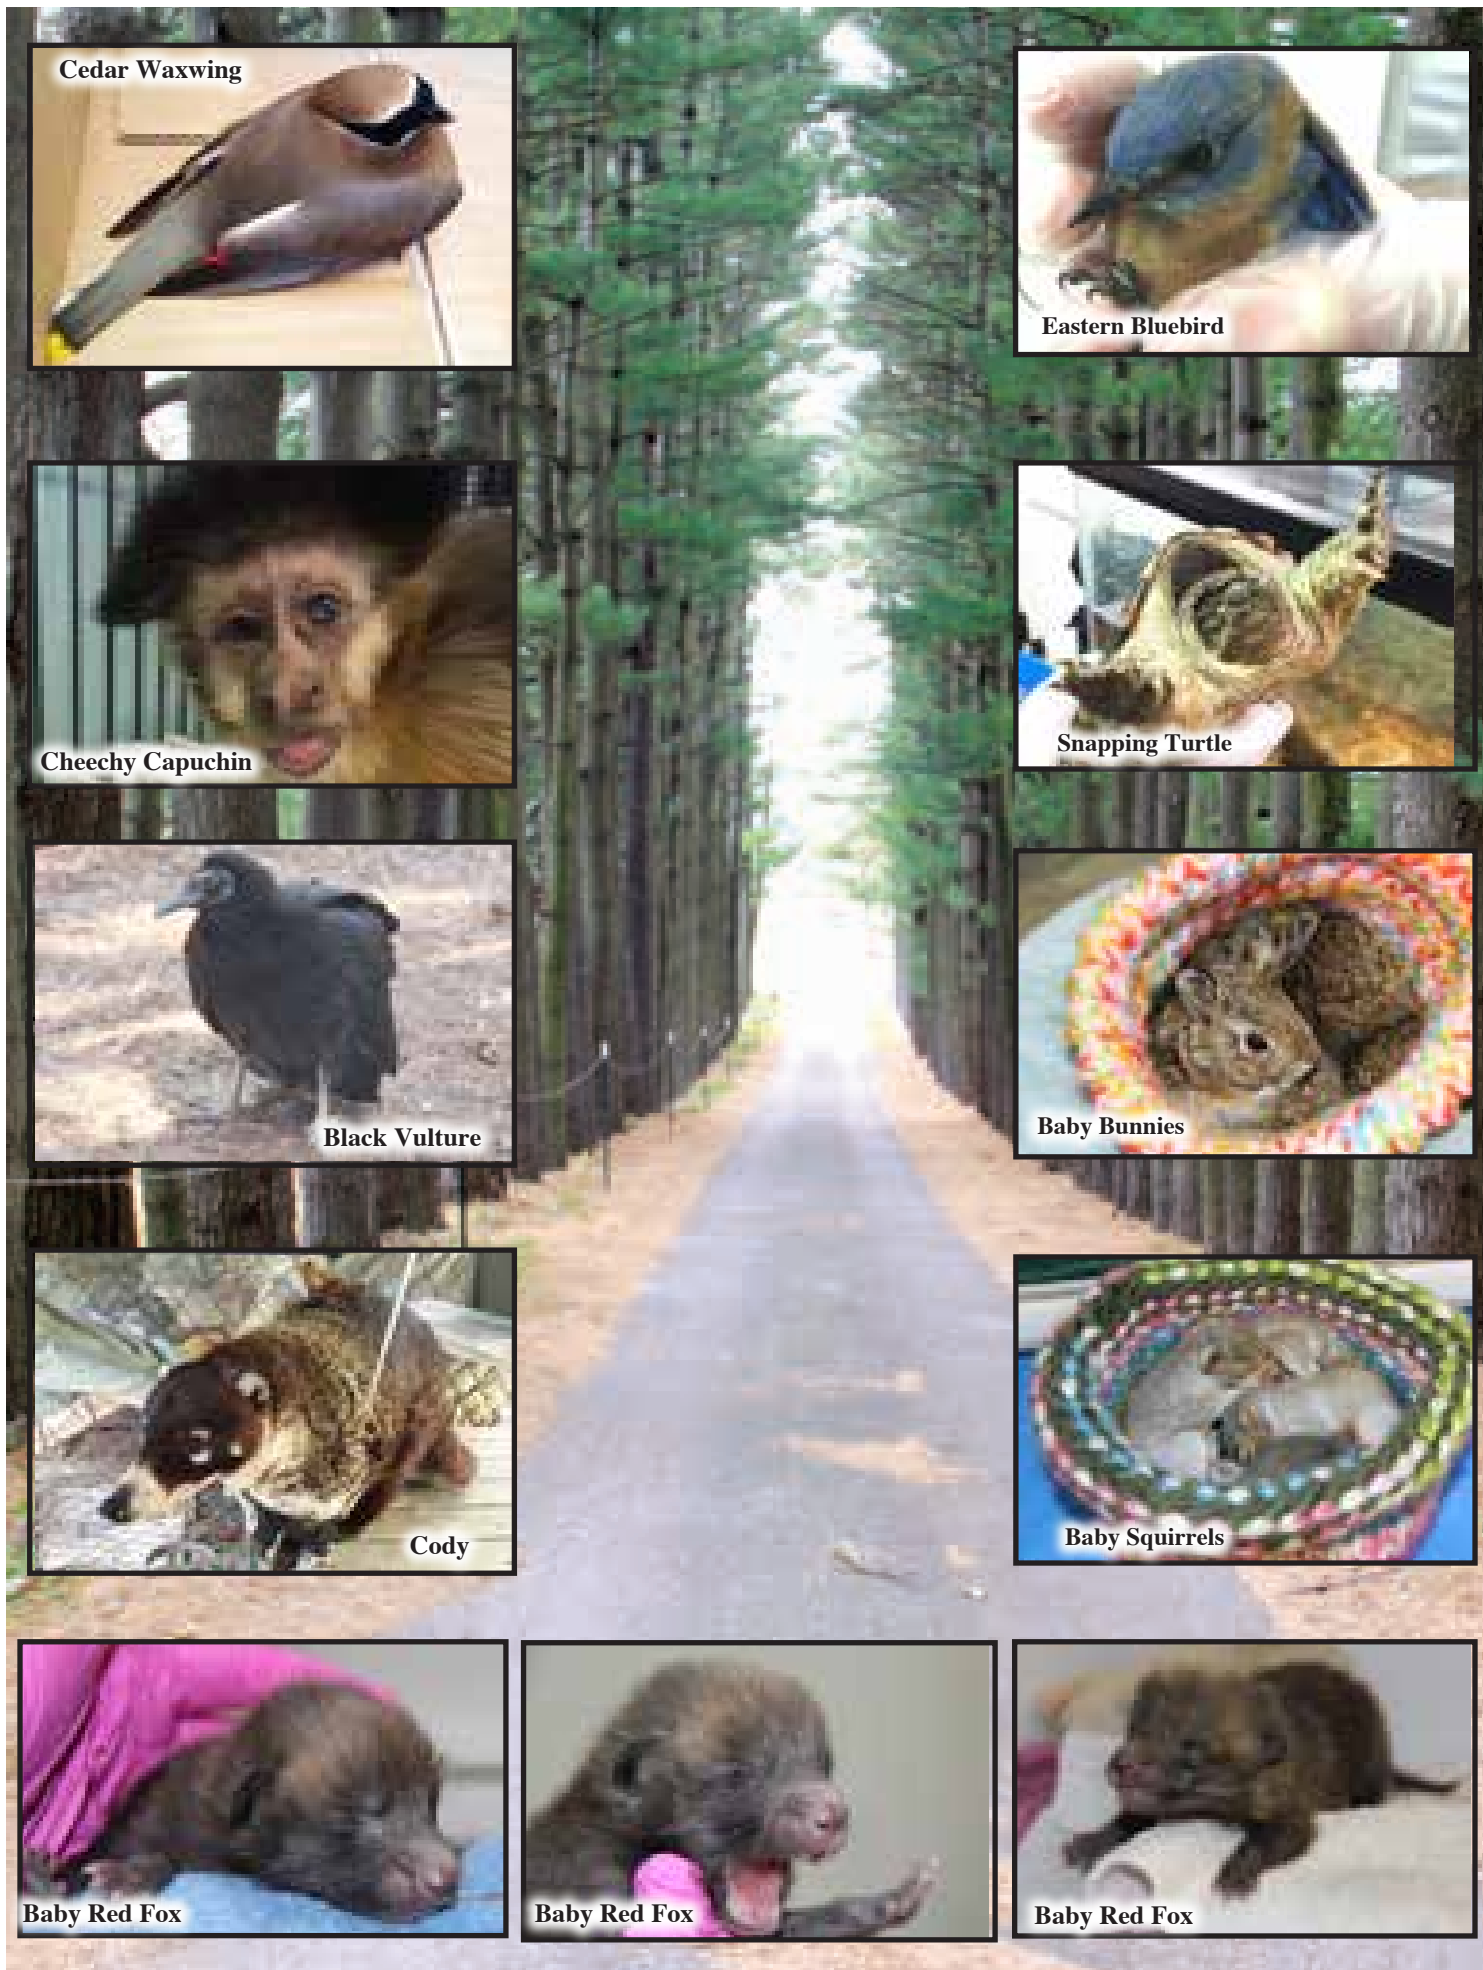 Cedar Waxwing
Eastern Bluebird
Cheechy Capuchin
Snapping Turtle
Black Vulture
Baby Bunnies
Cody
Baby Squirrels
Baby Red Fox
Baby Red Fox
Baby Red Fox